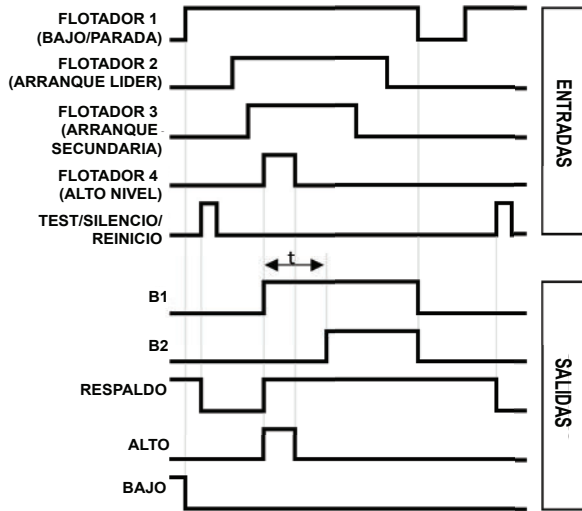 FLOTADOR 1
(BAJO/PARADA)
FLOTADOR 2
(ARRANQUE LIDER)
FLOTADOR 3
(ARRANQUE
SECUNDARIA)
FLOTADOR 4
(ALTO NIVEL)
TEST/SILENCIO/
REINICIO
ENTRADAS
t
B1
B2
RESPALDO
ALTO
BAJO
SALIDAS